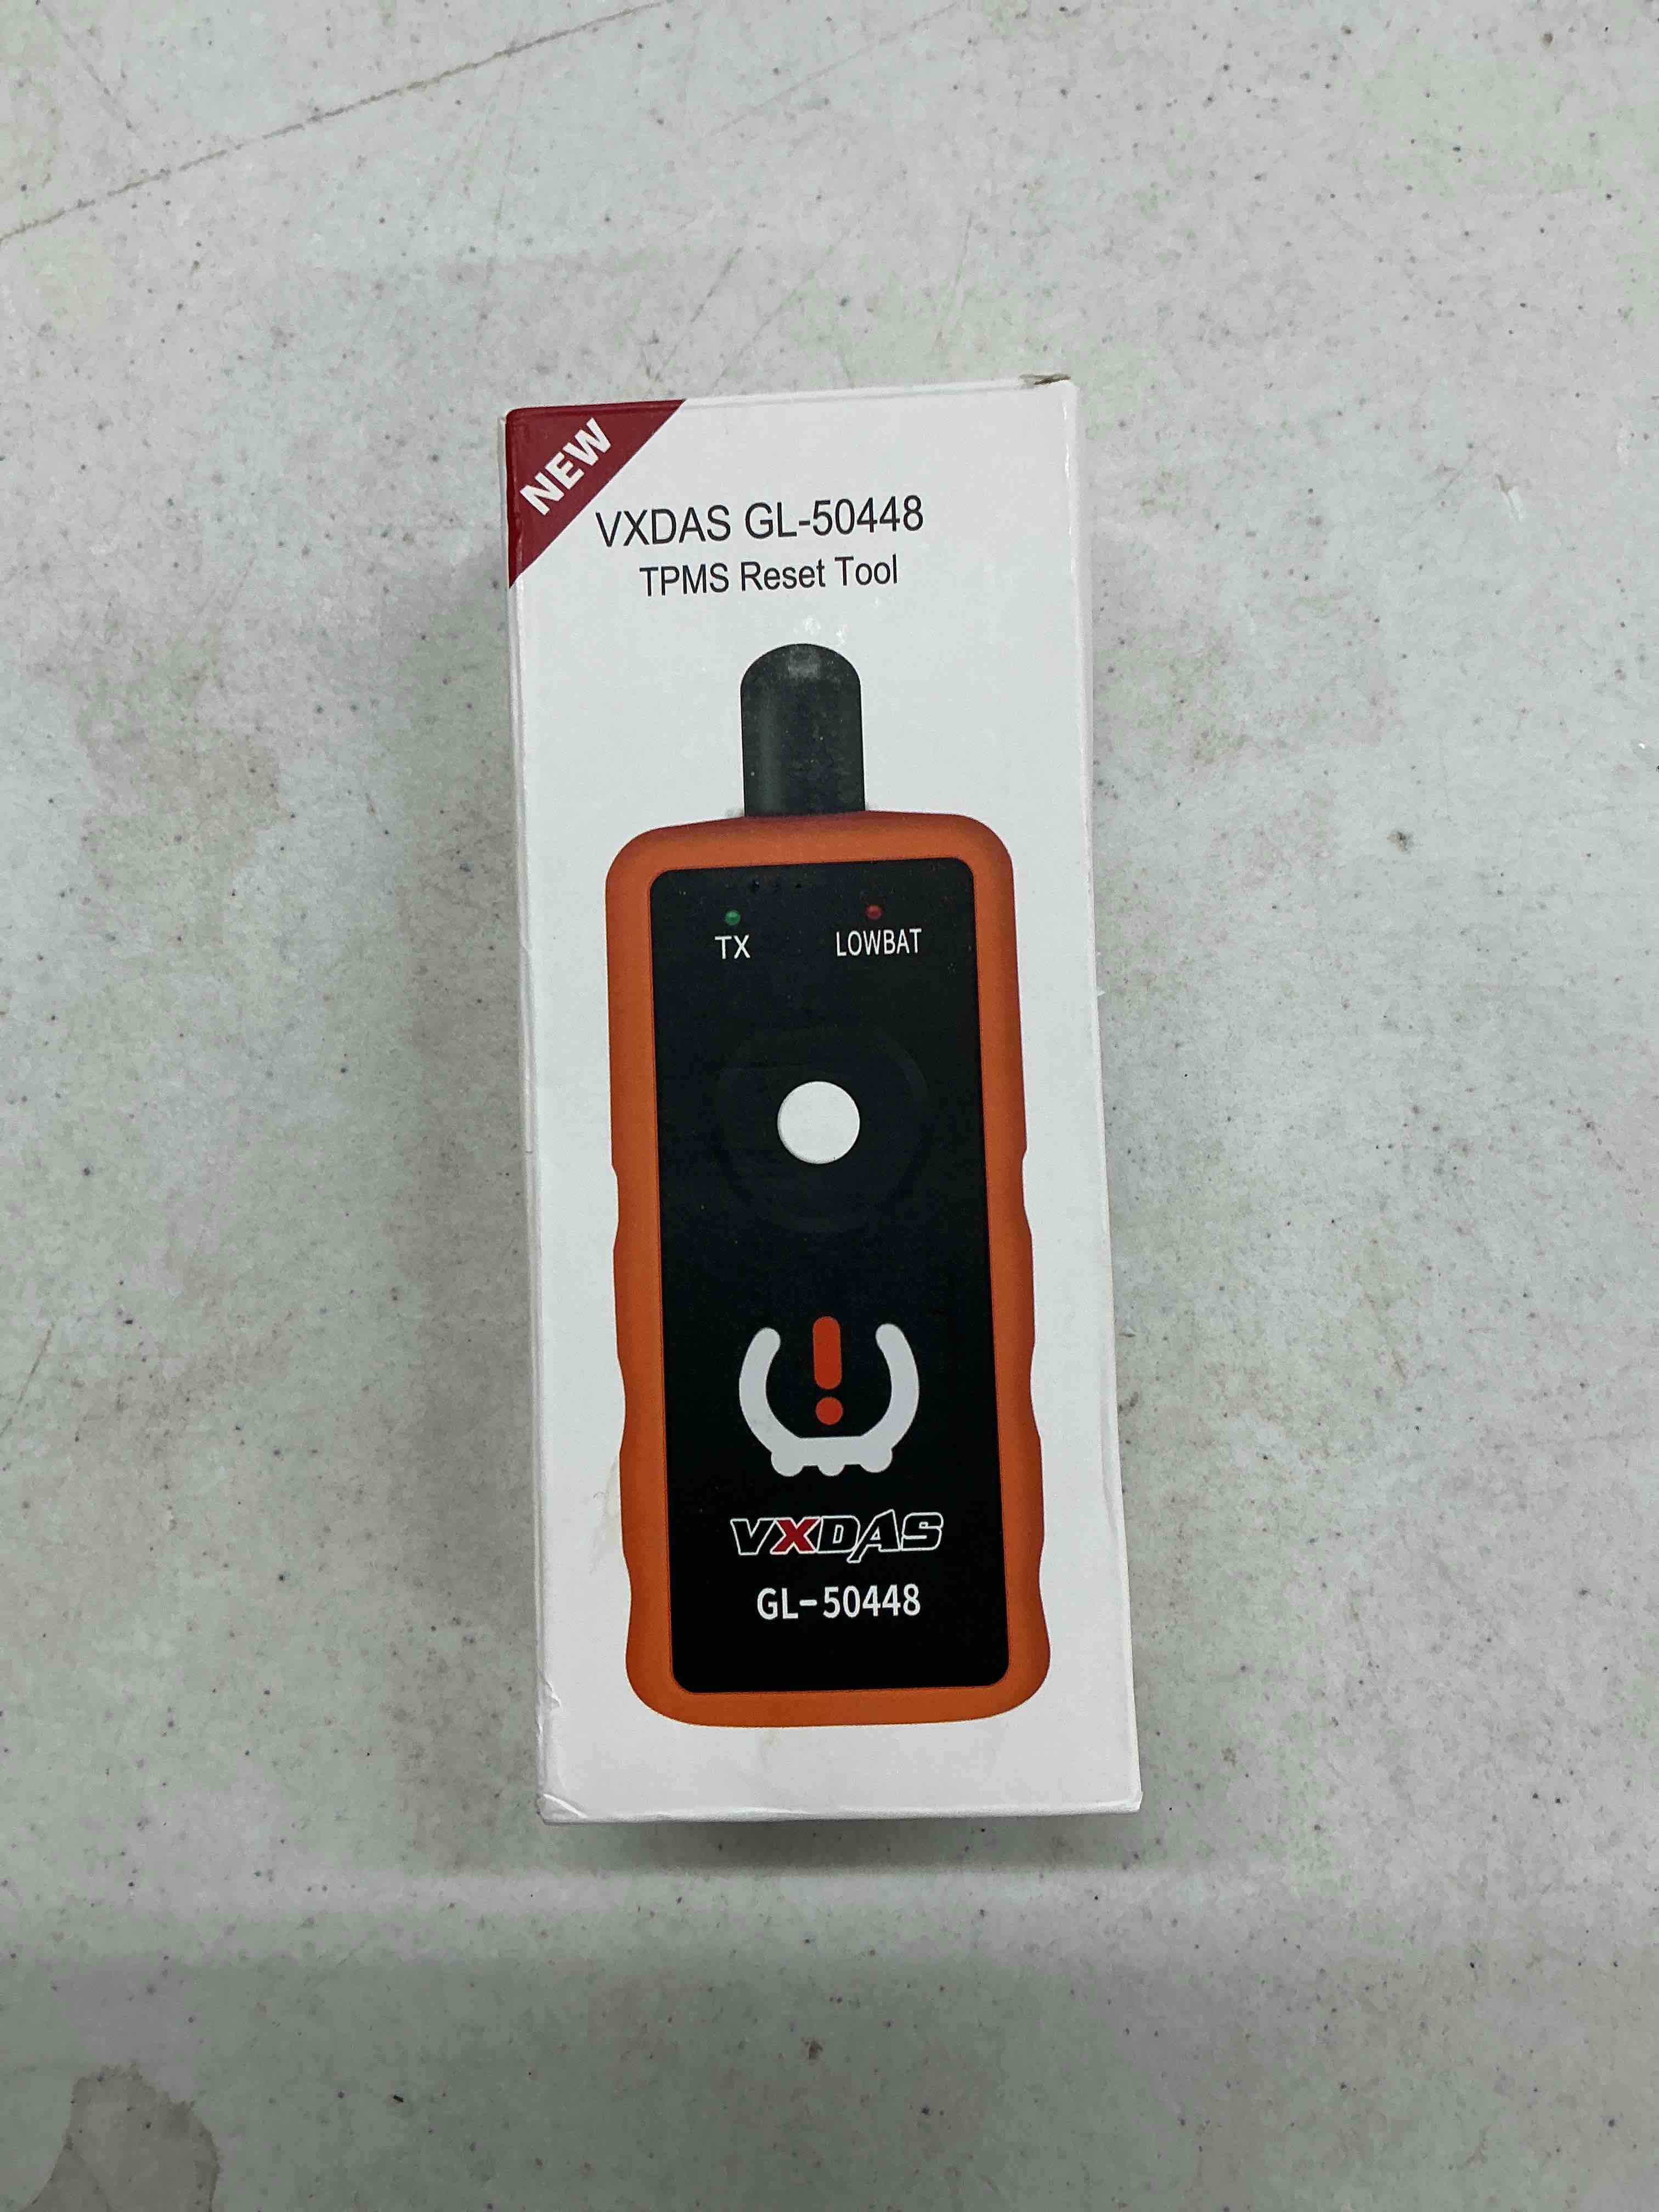 NEW
VXDAS GL-50448
TPMS Reset Tool
TX
LOWBAT
VXDAS
GL-50448